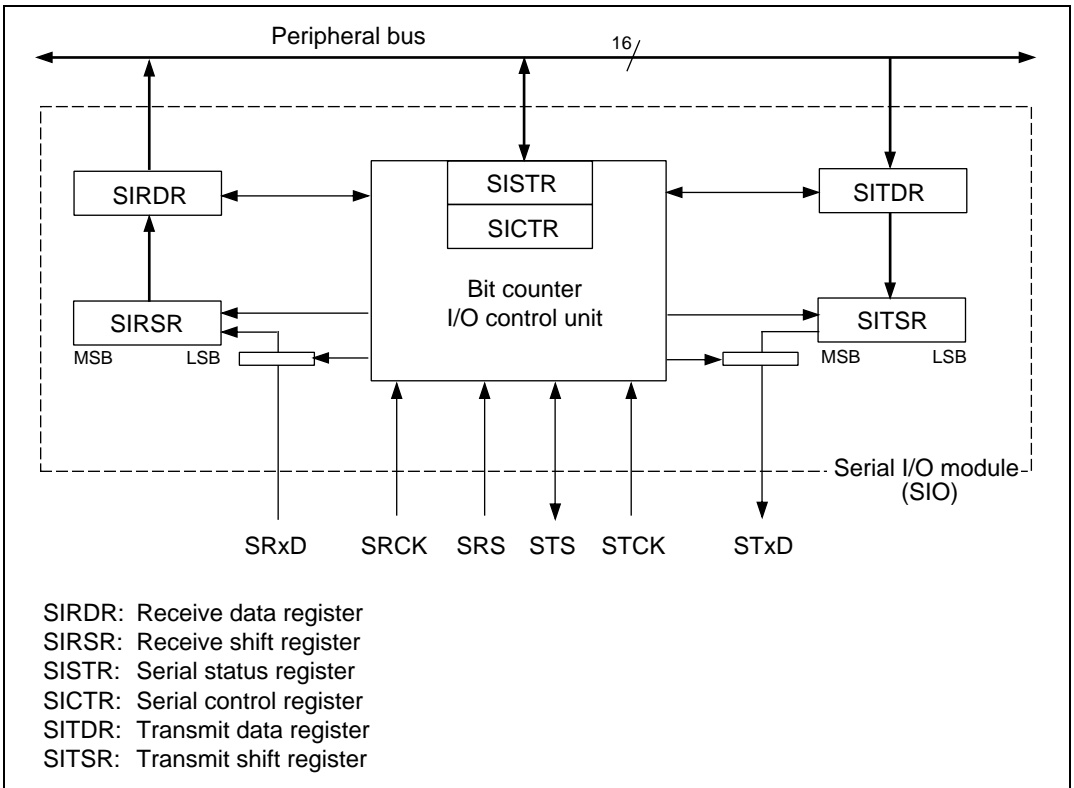 Peripheral bus
16
SIRDR
SISTR
SITDR
SICTR
Bit counter
I/O control unit
SIRSR
SITSR
MSB LSB
MSB LSB
Serial I/O module
(SIO)
SRxD SRCK SRS STS STCK STxD
SIRDR: Receive data register
SIRSR: Receive shift register
SISTR: Serial status register
SICTR: Serial control register
SITDR: Transmit data register
SITSR: Transmit shift register